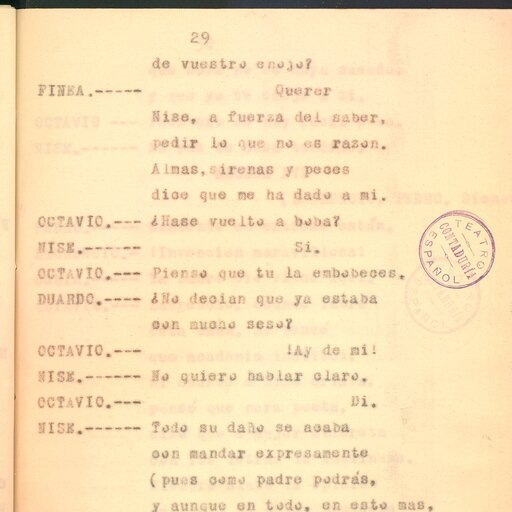 29
de vuestro enojo?
FINEA.----- Querer
Nise, a fuerza del saber,
pedir lo que no es razon.
Almas, sirenas y peces
dice que me ha dado a mi.
OCTAVIO.--- ¿Hase vuelto a boba?
NISE.------ Si.
OCTAVIO.--- Pienso que tu la embobeces.
DUARDO.---- ¿No decian que ya estaba
con mucho seso?
OCTAVIO.--- !Ay de mi!
NISE.------ No quiero hablar claro.
OCTAVIO.--- Di.
NISE.------ Todo su daño se acaba
con mandar expresamente
(pues como padre podrás,
y aunque en todo, en esto mas,
TEATRO ESPAÑOL
CONTADURÍA